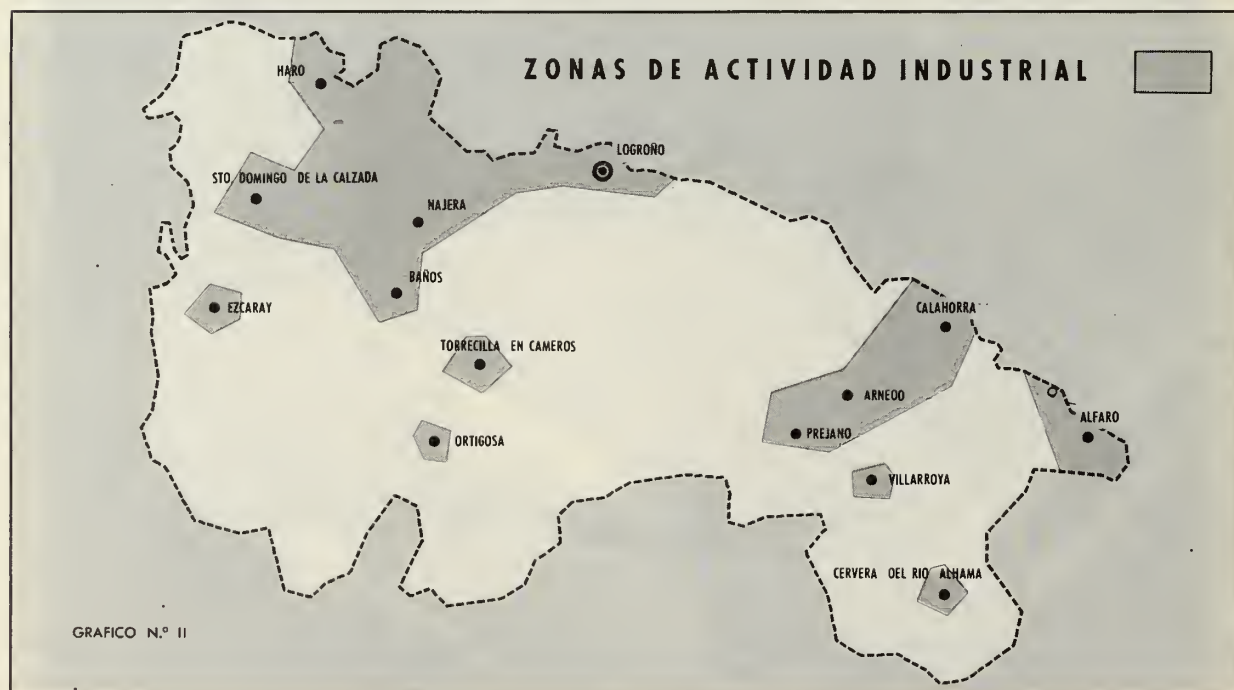 ZONAS DE ACTIVIDAD INDUSTRIAL
HARO
LOGROÑO
STO. DOMINGO DE LA CALZADA
NAJERA
BAÑOS
EZCARAY
CALAHORRA
TORRECILLA EN CAMEROS
ARNEOO
ALFARO
PREJANO
ORTIGOSA
VILLARROYA
CERVERA OEL RIO ALHAMA
GRAFICO N.º II